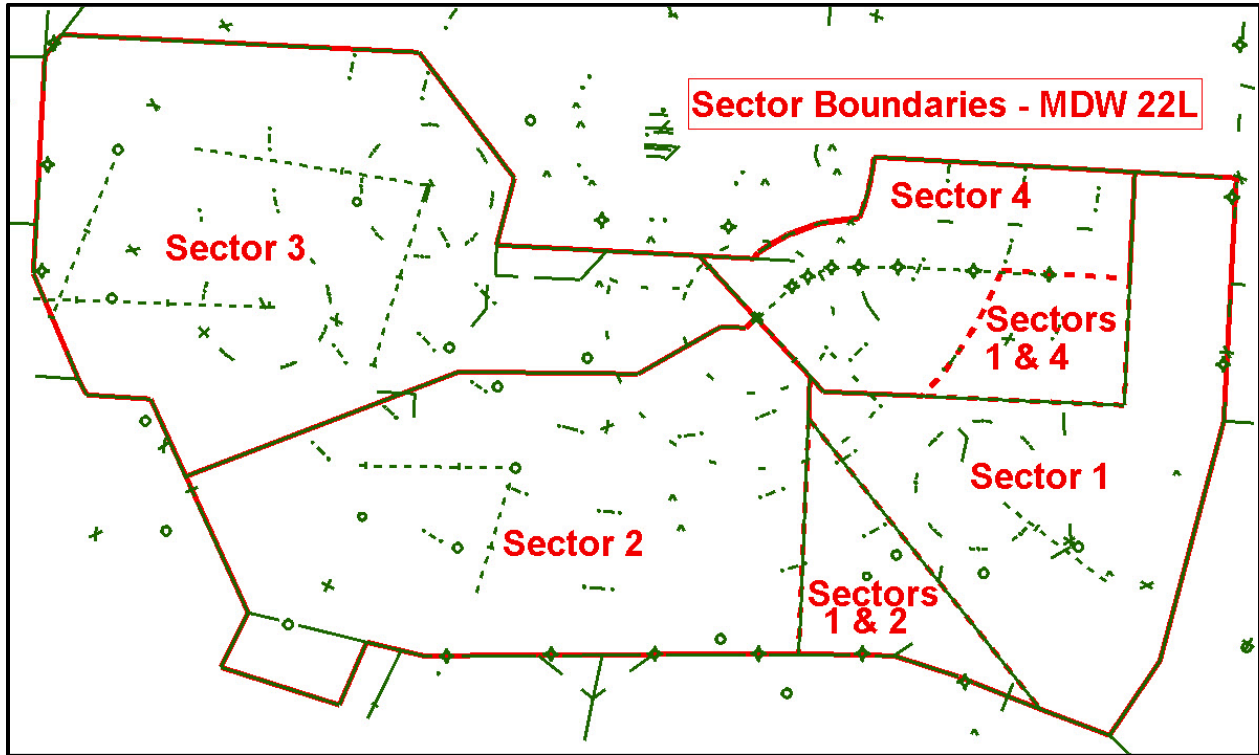 Sector Boundaries - MDW 22L
Sector 4
Sector 3
Sectors
1 & 4
Sector 1
Sector 2
Sectors
1 & 2